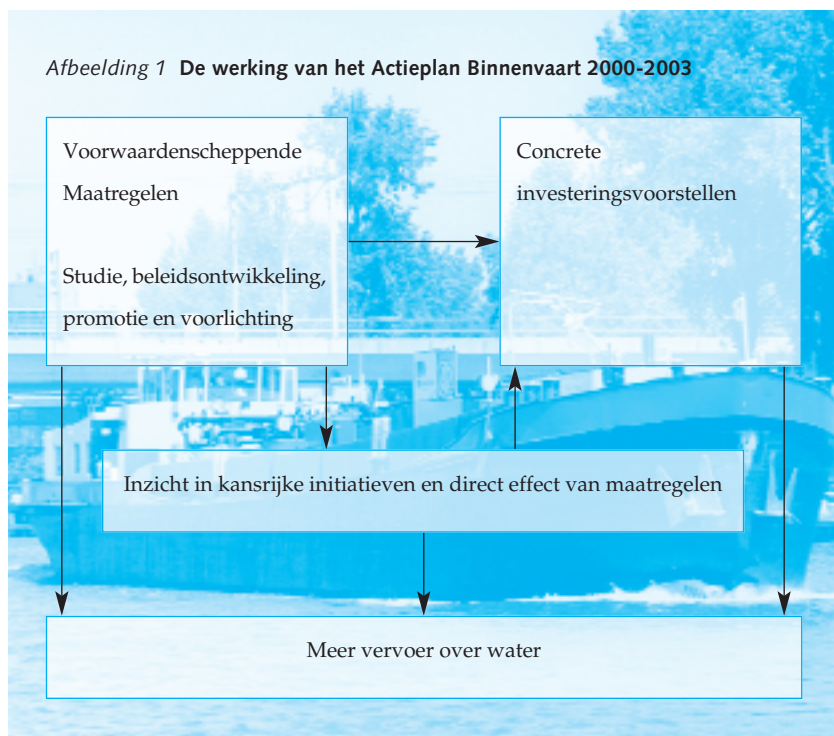 Afbeelding 1 De werking van het Actieplan Binnenvaart 2000-2003
Voorwaardenscheppende
Maatregelen
Studie, beleidsontwikkeling,
promotie en voorlichting
Concrete
investeringsvoorstellen
Inzicht in kansrijke initiatieven en direct effect van maatregelen
Meer vervoer over water